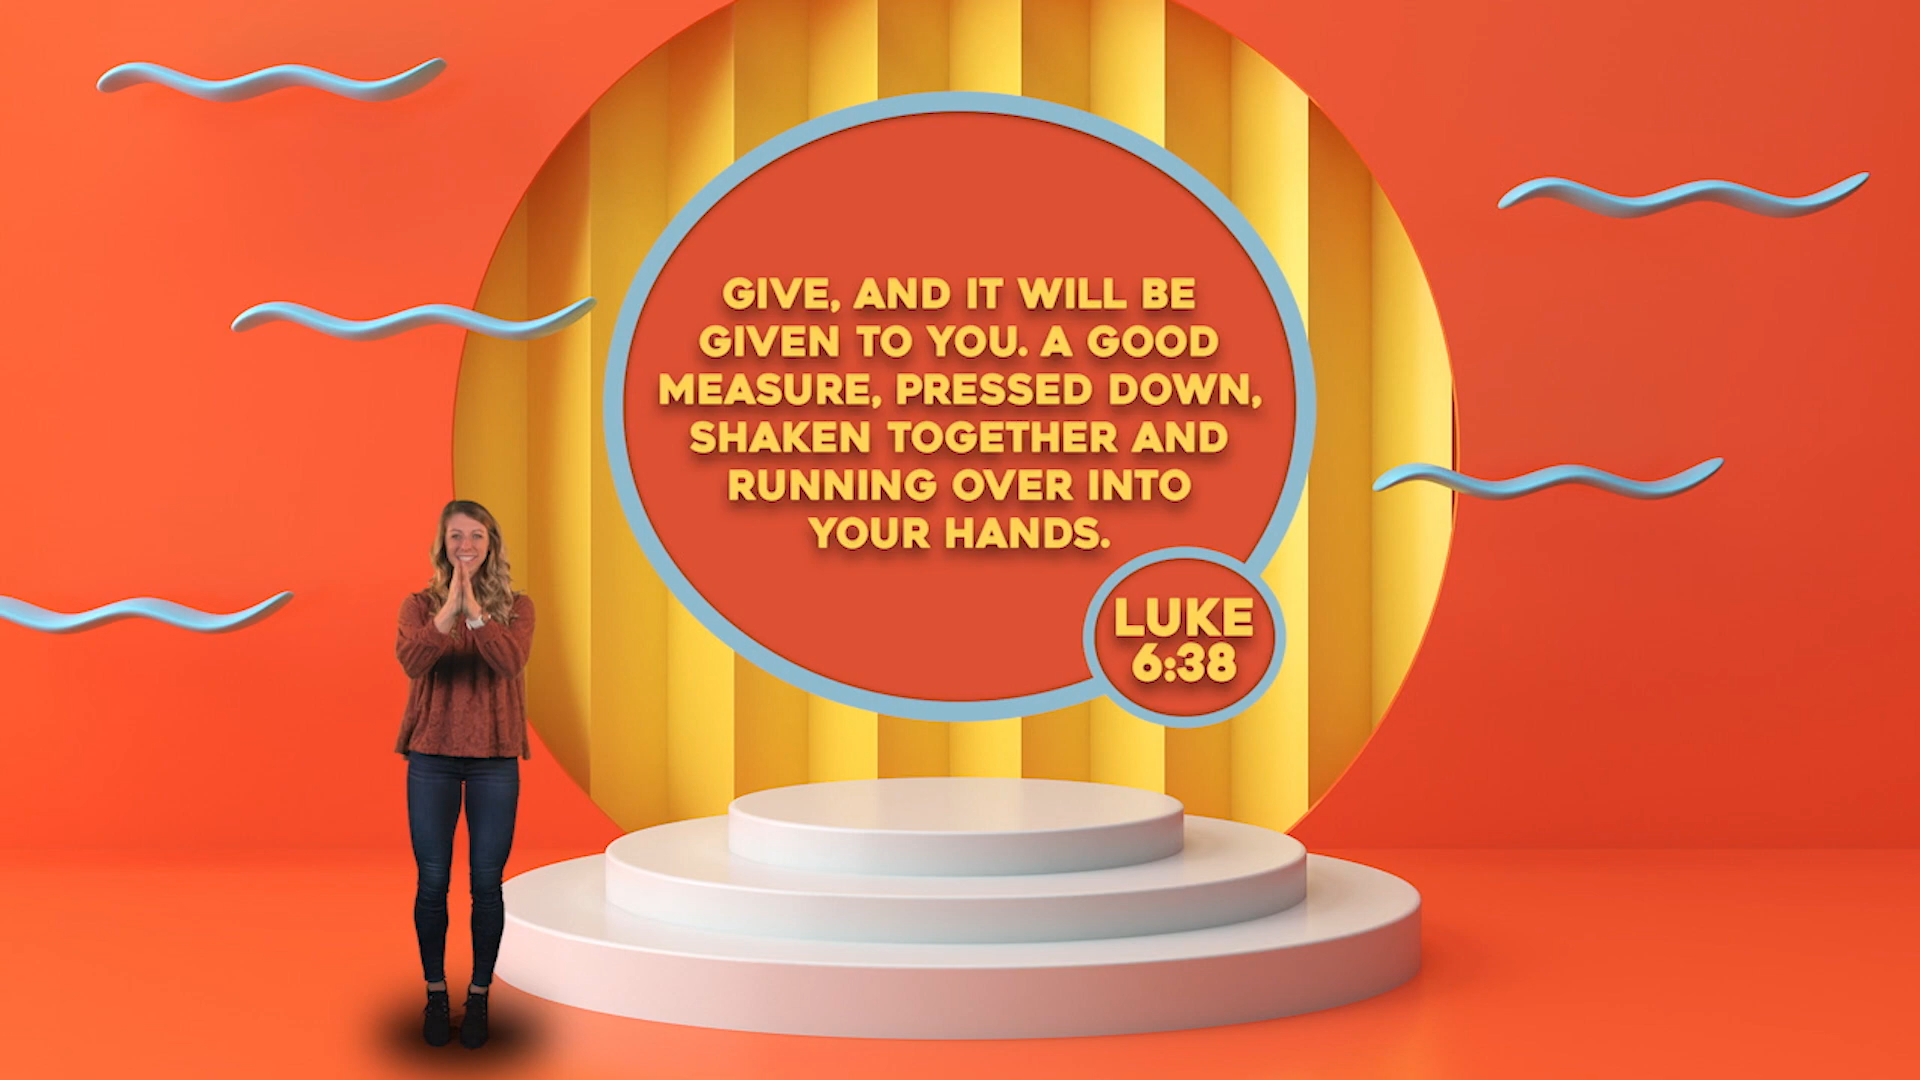 GIVE, AND IT WILL BE
GIVEN TO YOU. A GOOD
MEASURE, PRESSED DOWN,
SHAKEN TOGETHER AND
RUNNING OVER INTO
YOUR HANDS.
LUKE
6:38